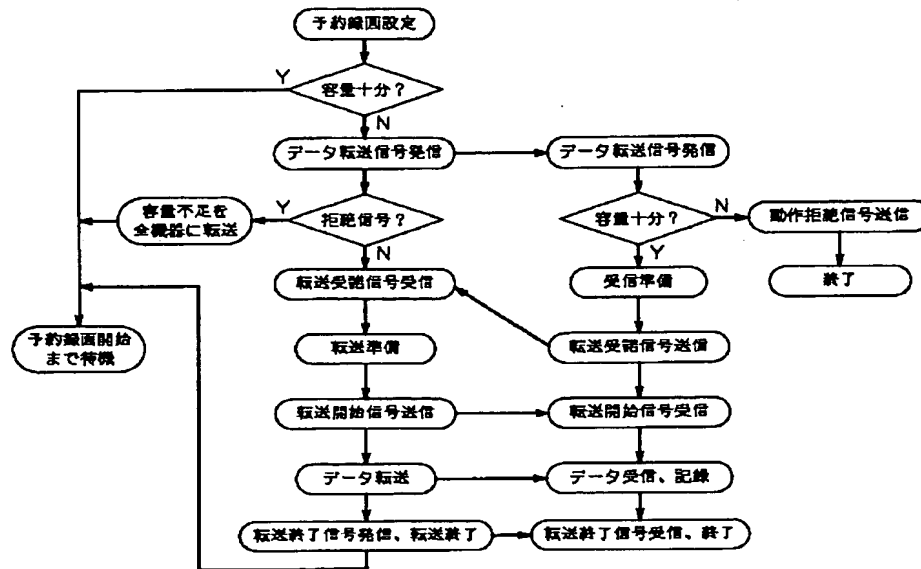 予約録画設定
Y
容量十分？
N
データ転送信号発信
データ転送信号発信
容量不足を
全機器に転送
Y
拒絶信号？
N
容量十分？
N
動作拒絶信号送信
Y
転送受諾信号受信
受信準備
終了
予約録画開始
まで待機
転送準備
転送受諾信号送信
転送開始信号送信
転送開始信号受信
データ転送
データ受信、記録
転送終了信号発信、転送終了
転送終了信号受信、終了